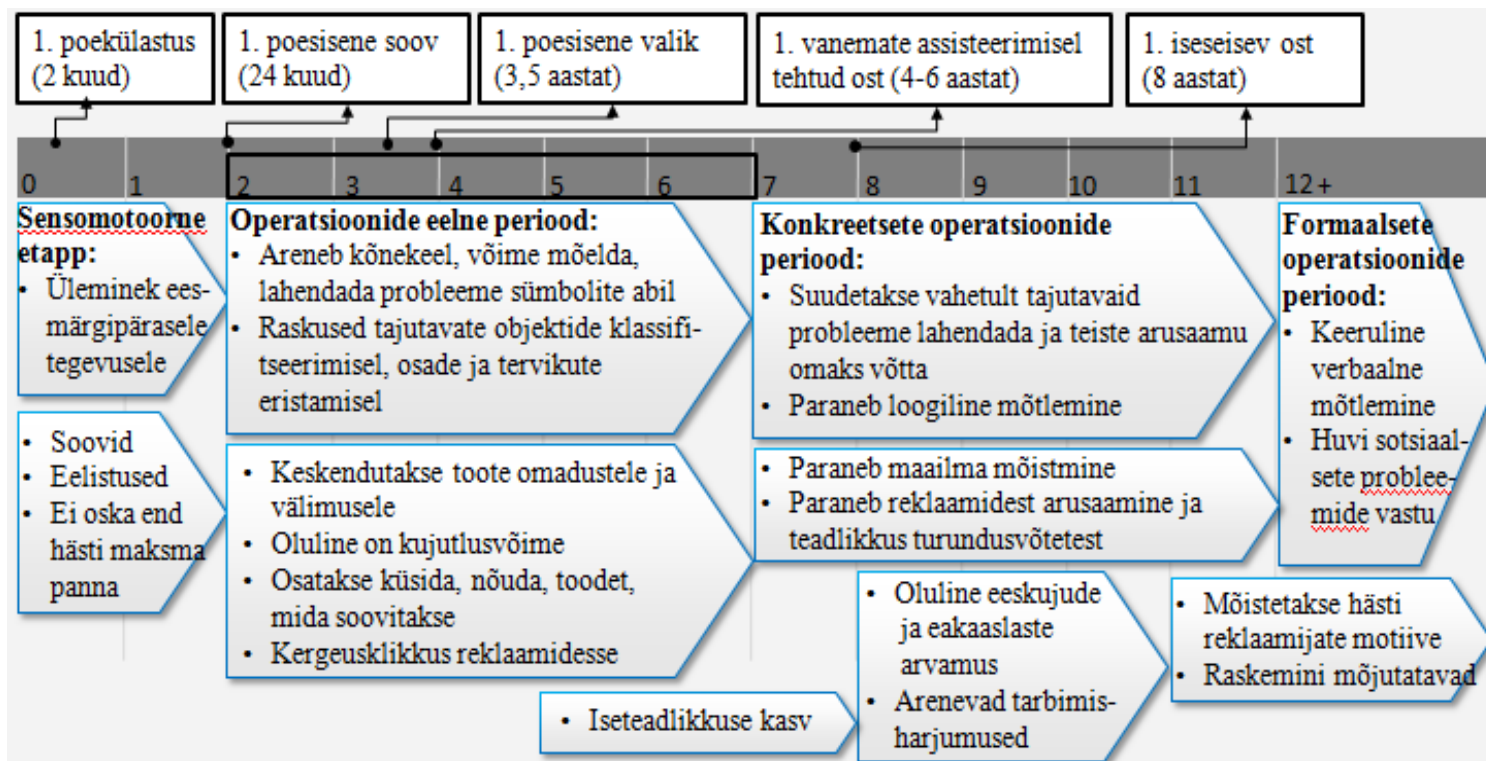 1. poekülastus
(2 kuud)
1. poesisene soov
(24 kuud)
1. poesisene valik
(3,5 aastat)
1. vanemate assisteerimisel
tehtud ost (4-6 aastat)
1. iseseisev ost
(8 aastat)
0 1 2 3 4 5 6 7 8 9 10 11 12 +
Sensomotoorne
etapp:
• Üleminek ees-
märgipärasele
tegevusele
Operatsioonide eelne periood:
• Areneb kõnekeel, võime mõelda,
lahendada probleeme sümbolite abil
• Raskused tajutavate objektide klassifi-
tseerimisel, osade ja tervikute
eristamisel
Konkreetsete operatsioonide
periood:
• Suudetakse vahetult tajutavaid
probleeme lahendada ja teiste arusaamu
omaks võtta
• Paraneb loogiline mõtlemine
Formaalsete
operatsioonide
periood:
• Keeruline
verbaalne
mõtlemine
• Huvi sotsiaal-
sete problee-
mide vastu
• Soovid
• Eelistused
• Ei oska end
hästi maksma
panna
• Keskendutakse toote omadustele ja
välimusele
• Oluline on kujutlusvõime
• Osatakse küsida, nõuda, toodet,
mida soovitakse
• Kergeusklikkus reklaamidesse
• Paraneb maailma mõistmine
• Paraneb reklaamidest arusaamine ja
teadlikkus turundusvõtetest
• Iseteadlikkuse kasv
• Oluline eeskujude
ja eakaaslaste
arvamus
• Arenevad tarbimis-
harjumused
• Mõistetakse hästi
reklaamijate motiive
• Raskemini mõjutatavad